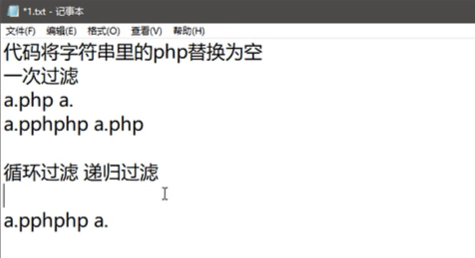 *1.txt - 记事本
文件(F) 编辑(E) 格式(O) 查看(V) 帮助(H)
代码将字符串里的php替换为空
一次过滤
a.php a.
a.pphphp a.php
循环过滤 递归过滤
a.pphphp a.